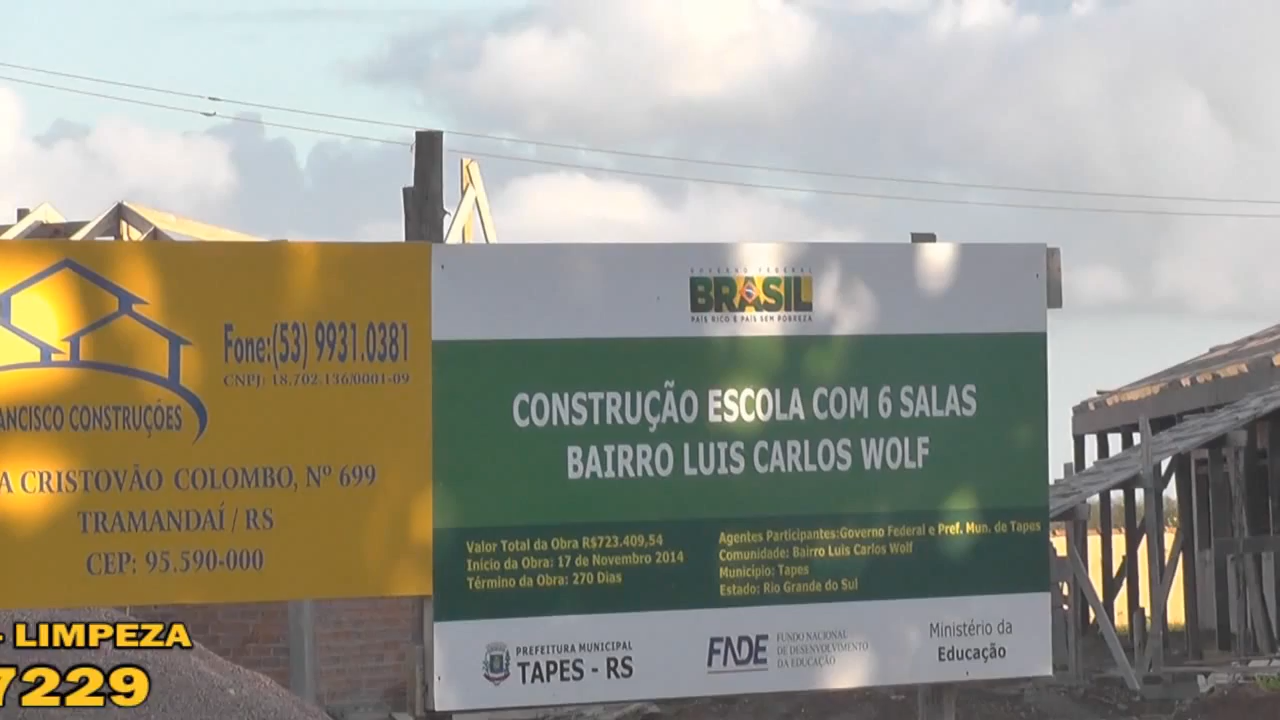 Fone:(53) 9931.0381
CNPJ: 18.702.136/0001-09
CONSTRUÇÕES
CRISTOVÃO COLOMBO, Nº 699
TRAMANDAÍ / RS
CEP: 95.590-000
GOVERNO FEDERAL
BRASIL
PAÍS RICO É PAÍS SEM POBREZA
CONSTRUÇÃO ESCOLA COM 6 SALAS
BAIRRO LUIS CARLOS WOLF
Valor Total da Obra R$723.409,54
Início da Obra: 17 de Novembro 2014
Término da Obra: 270 Dias
Agentes Participantes:Governo Federal e Pref. Mun. de Tapes
Comunidade: Bairro Luis Carlos Wolf
Município: Tapes
Estado: Rio Grande do Sul
PREFEITURA MUNICIPAL
TAPES - RS
FNDE
FUNDO NACIONAL
DE DESENVOLVIMENTO
DA EDUCAÇÃO
Ministério da
Educação
- LIMPEZA
7229